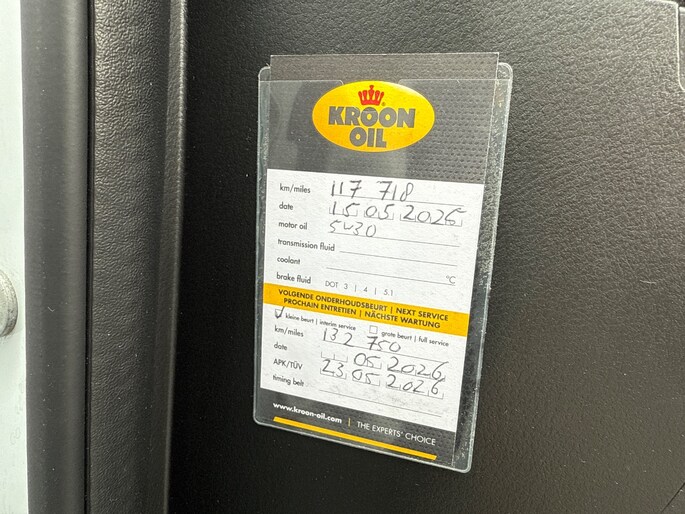 KROON
OIL
km/miles 117 718
date 15 05 2025
motor oil 5w30
transmission fluid
coolant °C
brake fluid DOT 3 | 4 | 5.1
VOLGENDE ONDERHOUDSBEURT | NEXT SERVICE
PROCHAIN ENTRETIEN | NÄCHSTE WARTUNG
kleine beurt | interim service grote beurt | full service
km/miles 132 750
date 05 2026
APK/TÜV 23 05 2026
timing belt
www.kroon-oil.com | THE EXPERTS' CHOICE